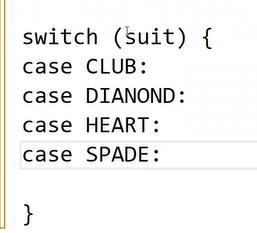 switch (suit) {
case CLUB:
case DIANOND:
case HEART:
case SPADE:
}